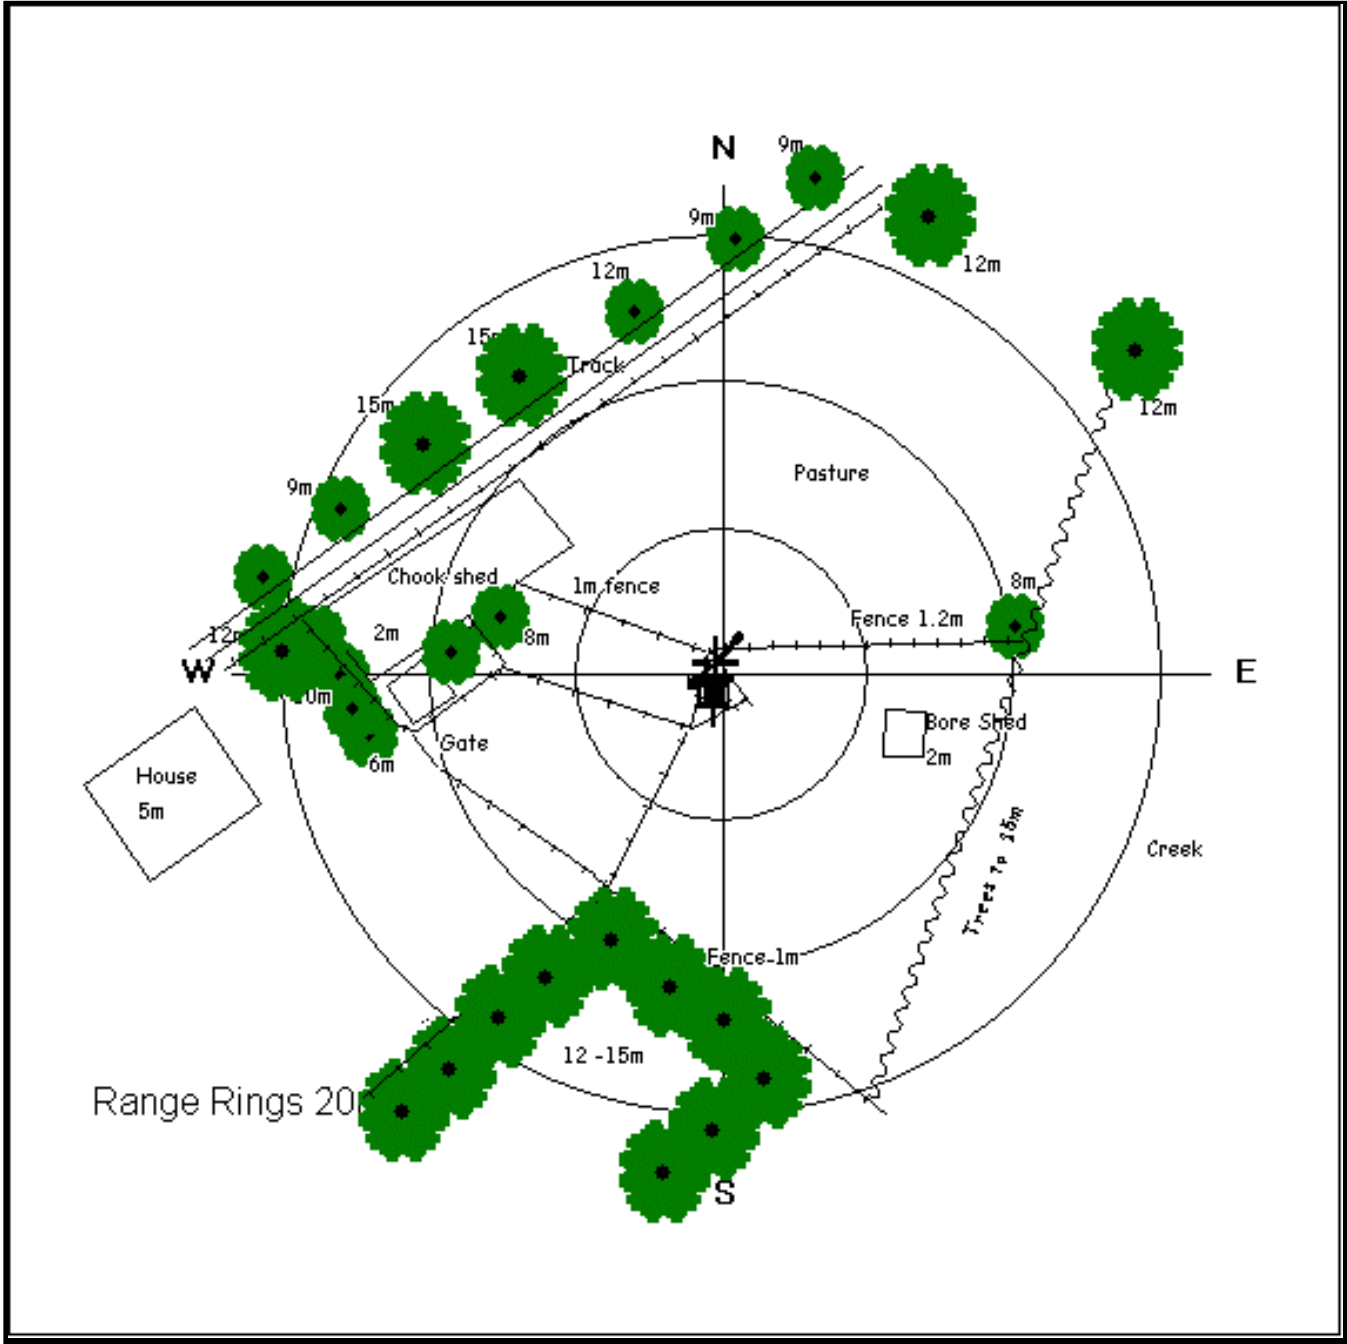 N
9m
9m
12m
12m
15m
Track
15m
12m
Pasture
9m
Chook shed
1m fence
8m
Fence 1.2m
12m
2m
8m
W
E
0m
Bore Shed
Gate
2m
6m
House
5m
Trees to 15m
Creek
Fence-1m
12 -15m
Range Rings 20
S